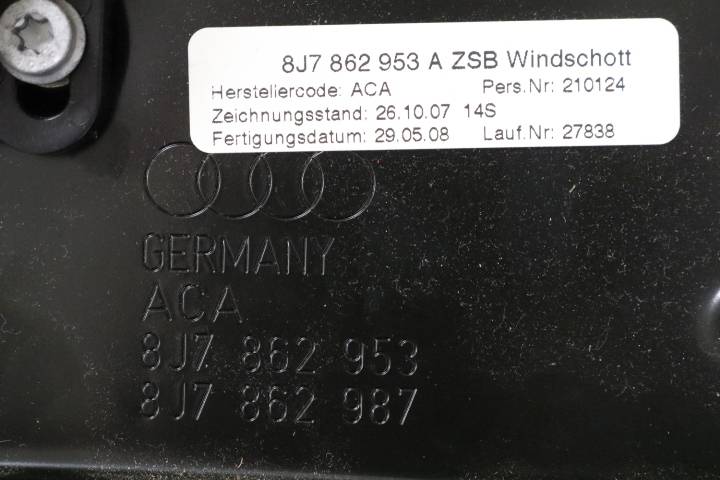 8J7 862 953 A ZSB Windschott
Herstellercode: ACA Pers.Nr: 210124
Zeichnungsstand: 26.10.07 14S
Fertigungsdatum: 29.05.08 Lauf.Nr: 27838
GERMANY
ACA
8J7 862 953
8J7 862 987